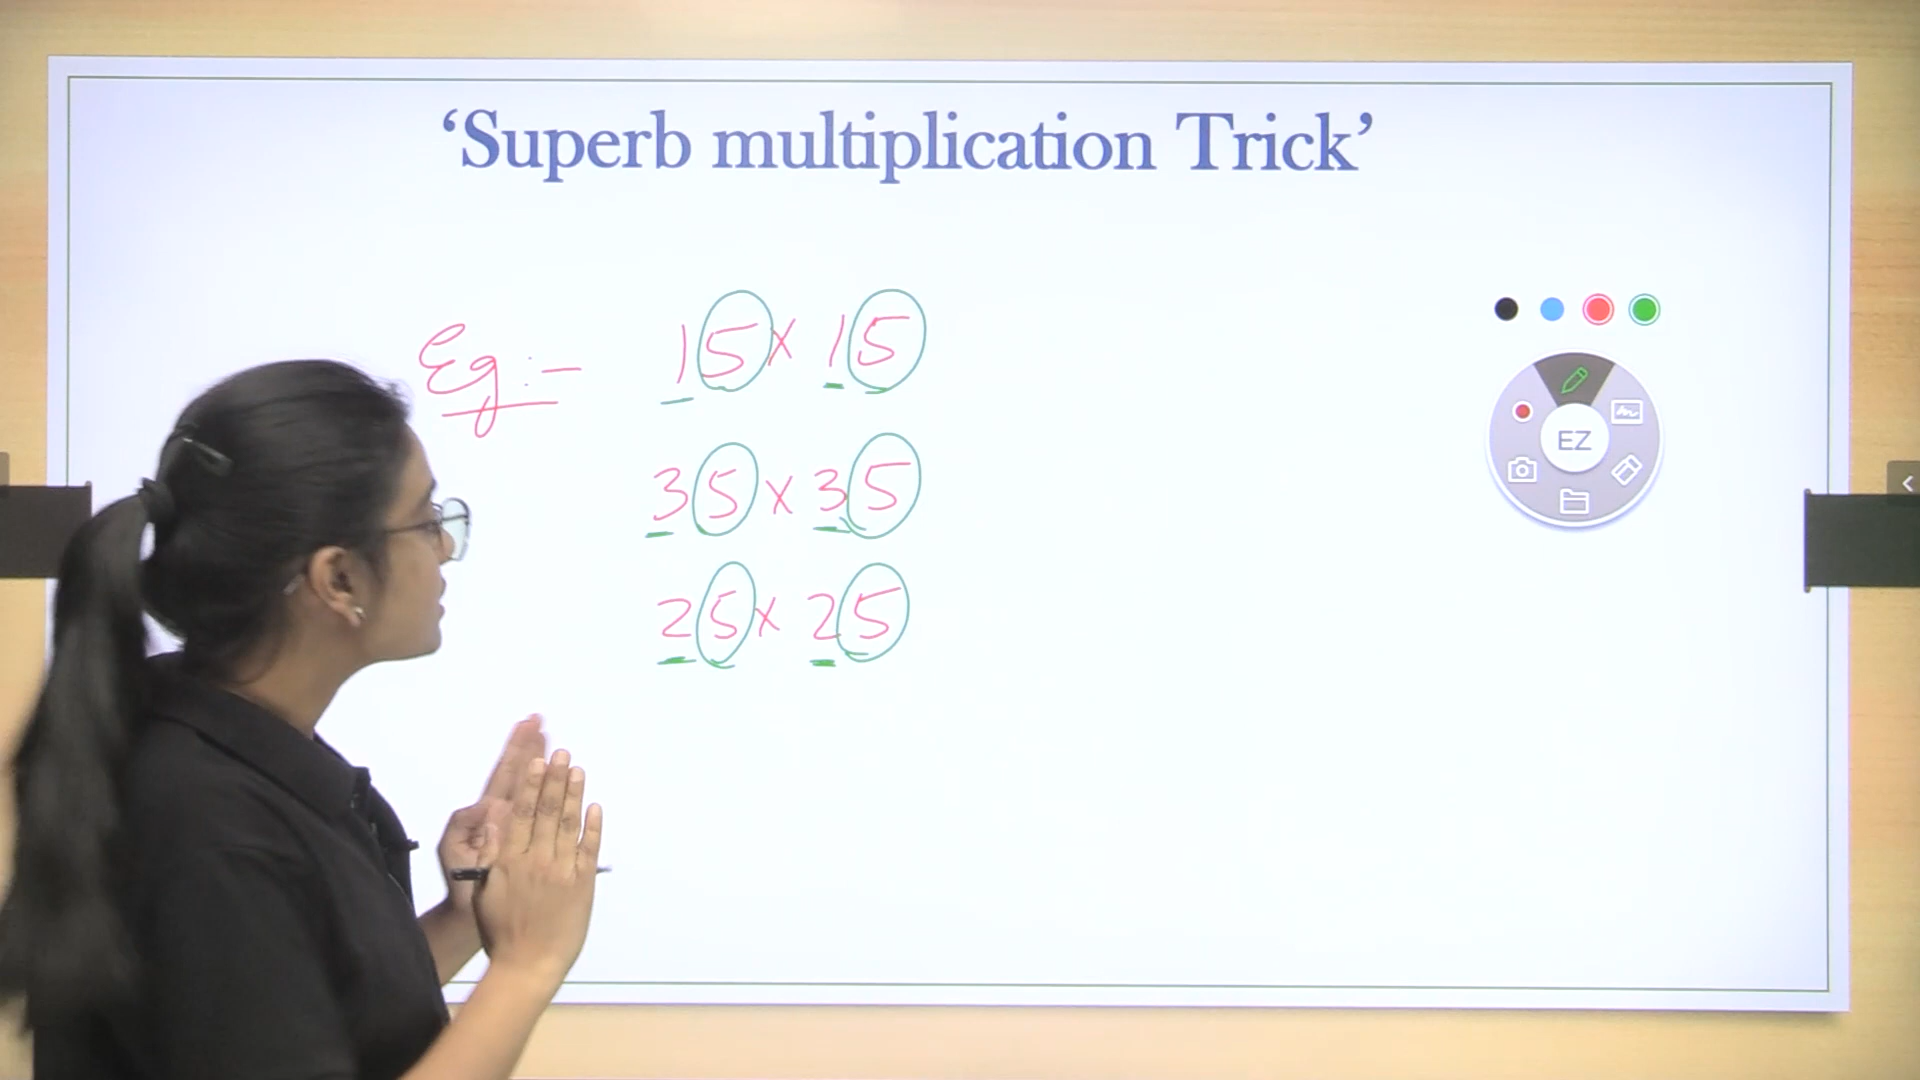 ‘Superb multiplication Trick’
Eg:- 15 x 15
35 x 35
25 x 25
EZ